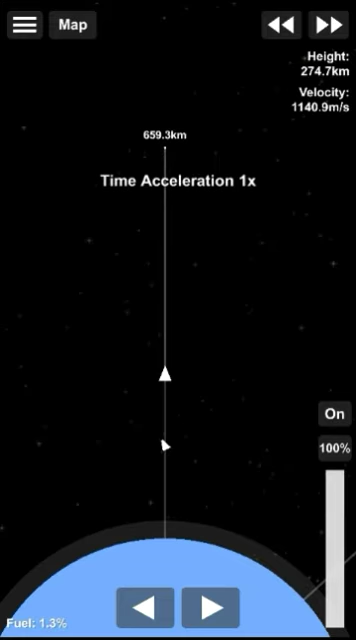 Map
Height:
274.7km
Velocity:
1140.9m/s
659.3km
Time Acceleration 1x
On
100%
Fuel: 1.3%